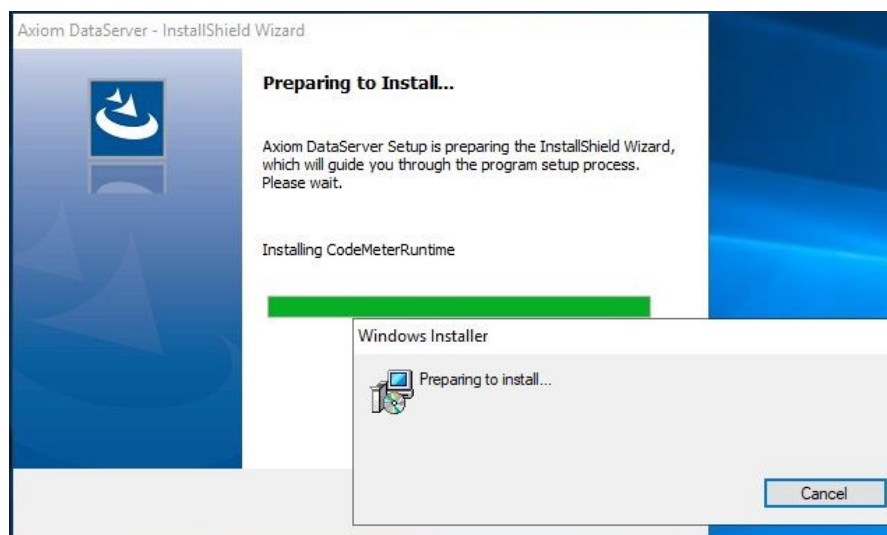 Axiom DataServer - InstallShield Wizard
Preparing to Install...
Axiom DataServer Setup is preparing the InstallShield Wizard,
which will guide you through the program setup process.
Please wait.
Installing CodeMeterRuntime
Windows Installer
Preparing to install...
Cancel